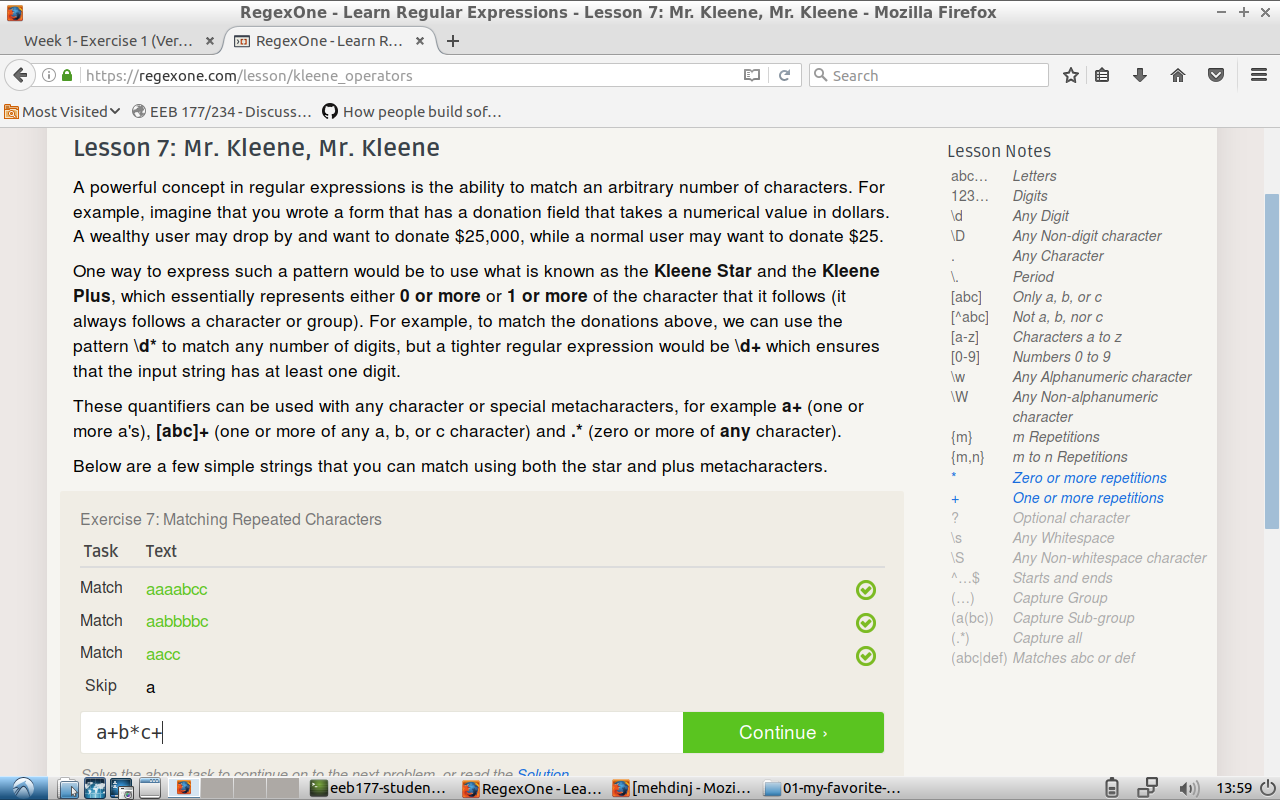 RegexOne - Learn Regular Expressions - Lesson 7: Mr. Kleene, Mr. Kleene - Mozilla Firefox
Week 1- Exercise 1 (Ver…
RegexOne - Learn R…
https://regexone.com/lesson/kleene_operators
Search
Most Visited
EEB 177/234 - Discuss…
How people build sof…
Lesson 7: Mr. Kleene, Mr. Kleene
A powerful concept in regular expressions is the ability to match an arbitrary number of characters. For
example, imagine that you wrote a form that has a donation field that takes a numerical value in dollars.
A wealthy user may drop by and want to donate $25,000, while a normal user may want to donate $25.
One way to express such a pattern would be to use what is known as the Kleene Star and the Kleene
Plus, which essentially represents either 0 or more or 1 or more of the character that it follows (it
always follows a character or group). For example, to match the donations above, we can use the
pattern \d* to match any number of digits, but a tighter regular expression would be \d+ which ensures
that the input string has at least one digit.
These quantifiers can be used with any character or special metacharacters, for example a+ (one or
more a's), [abc]+ (one or more of any a, b, or c character) and .* (zero or more of any character).
Below are a few simple strings that you can match using both the star and plus metacharacters.
Exercise 7: Matching Repeated Characters
Task Text
Match aaaabcc
Match aabbbbc
Match aacc
Skip a
a+b*c+
Continue ›
Solve the above task to continue on to the next problem, or read the Solution.
Lesson Notes
abc… Letters
123… Digits
\d Any Digit
\D Any Non-digit character
. Any Character
\. Period
[abc] Only a, b, or c
[^abc] Not a, b, nor c
[a-z] Characters a to z
[0-9] Numbers 0 to 9
\w Any Alphanumeric character
\W Any Non-alphanumeric
character
{m} m Repetitions
{m,n} m to n Repetitions
* Zero or more repetitions
+ One or more repetitions
? Optional character
\s Any Whitespace
\S Any Non-whitespace character
^…$ Starts and ends
(…) Capture Group
(a(bc)) Capture Sub-group
(.*) Capture all
(abc|def) Matches abc or def
eeb177-studen…
RegexOne - Lea…
[mehdinj - Mozi…
01-my-favorite-…
13:59